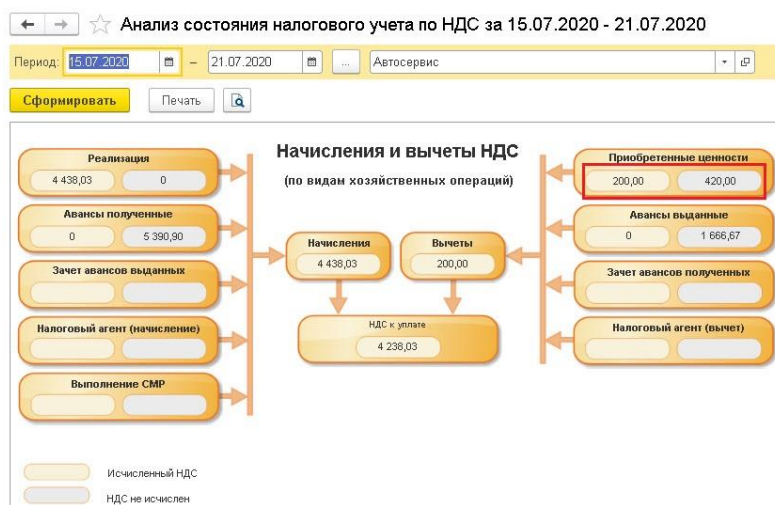 Анализ состояния налогового учета по НДС за 15.07.2020 - 21.07.2020
Период: 15.07.2020 – 21.07.2020 ... Автосервис
Сформировать Печать
Начисления и вычеты НДС
(по видам хозяйственных операций)
Реализация
4 438,03 0
Авансы полученные
0 5 390,90
Зачет авансов выданных
Налоговый агент (начисление)
Выполнение СМР
Начисления
4 438,03
Вычеты
200,00
НДС к уплате
4 238,03
Приобретенные ценности
200,00 420,00
Авансы выданные
0 1 666,67
Зачет авансов полученных
Налоговый агент (вычет)
Исчисленный НДС
НДС не исчислен